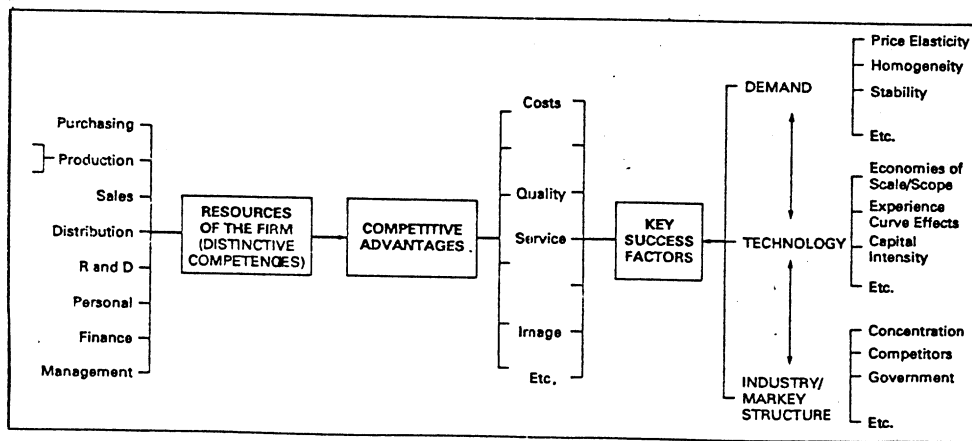 Purchasing
Production
Sales
Distribution
R and D
Personal
Finance
Management
RESOURCES
OF THE FIRM
(DISTINCTIVE
COMPETENCES)
COMPETITIVE
ADVANTAGES
Costs
Quality
Service
Image
Etc.
KEY
SUCCESS
FACTORS
DEMAND
TECHNOLOGY
INDUSTRY/
MARKEY
STRUCTURE
Price Elasticity
Homogeneity
Stability
Etc.
Economies of
Scale/Scope
Experience
Curve Effects
Capital
Intensity
Etc.
Concentration
Competitors
Government
Etc.